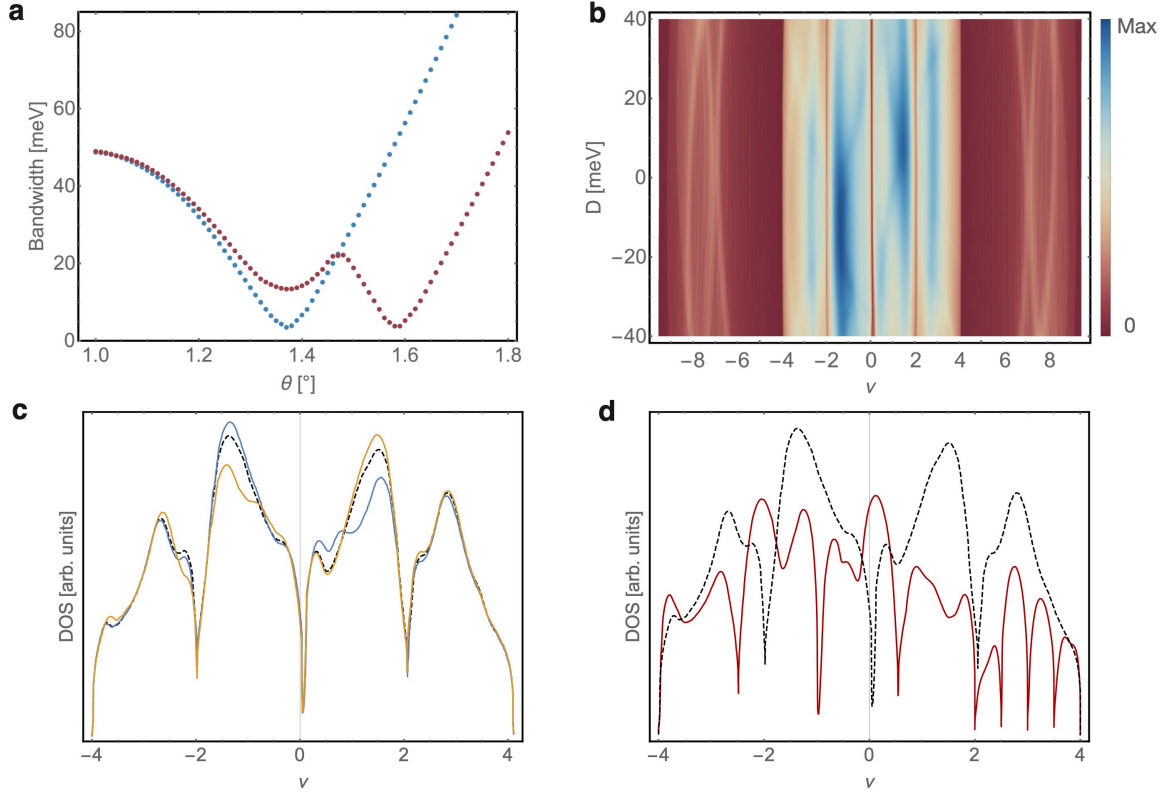 a
80
60
40
20
0
Bandwidth [meV]
1.0 1.2 1.4 1.6 1.8
θ [°]
b
40
20
0
−20
−40
D [meV]
−8 −6 −4 −2 0 2 4 6 8
ν
Max
0
c
DOS [arb. units]
−4 −2 0 2 4
ν
d
DOS [arb. units]
−4 −2 0 2 4
ν